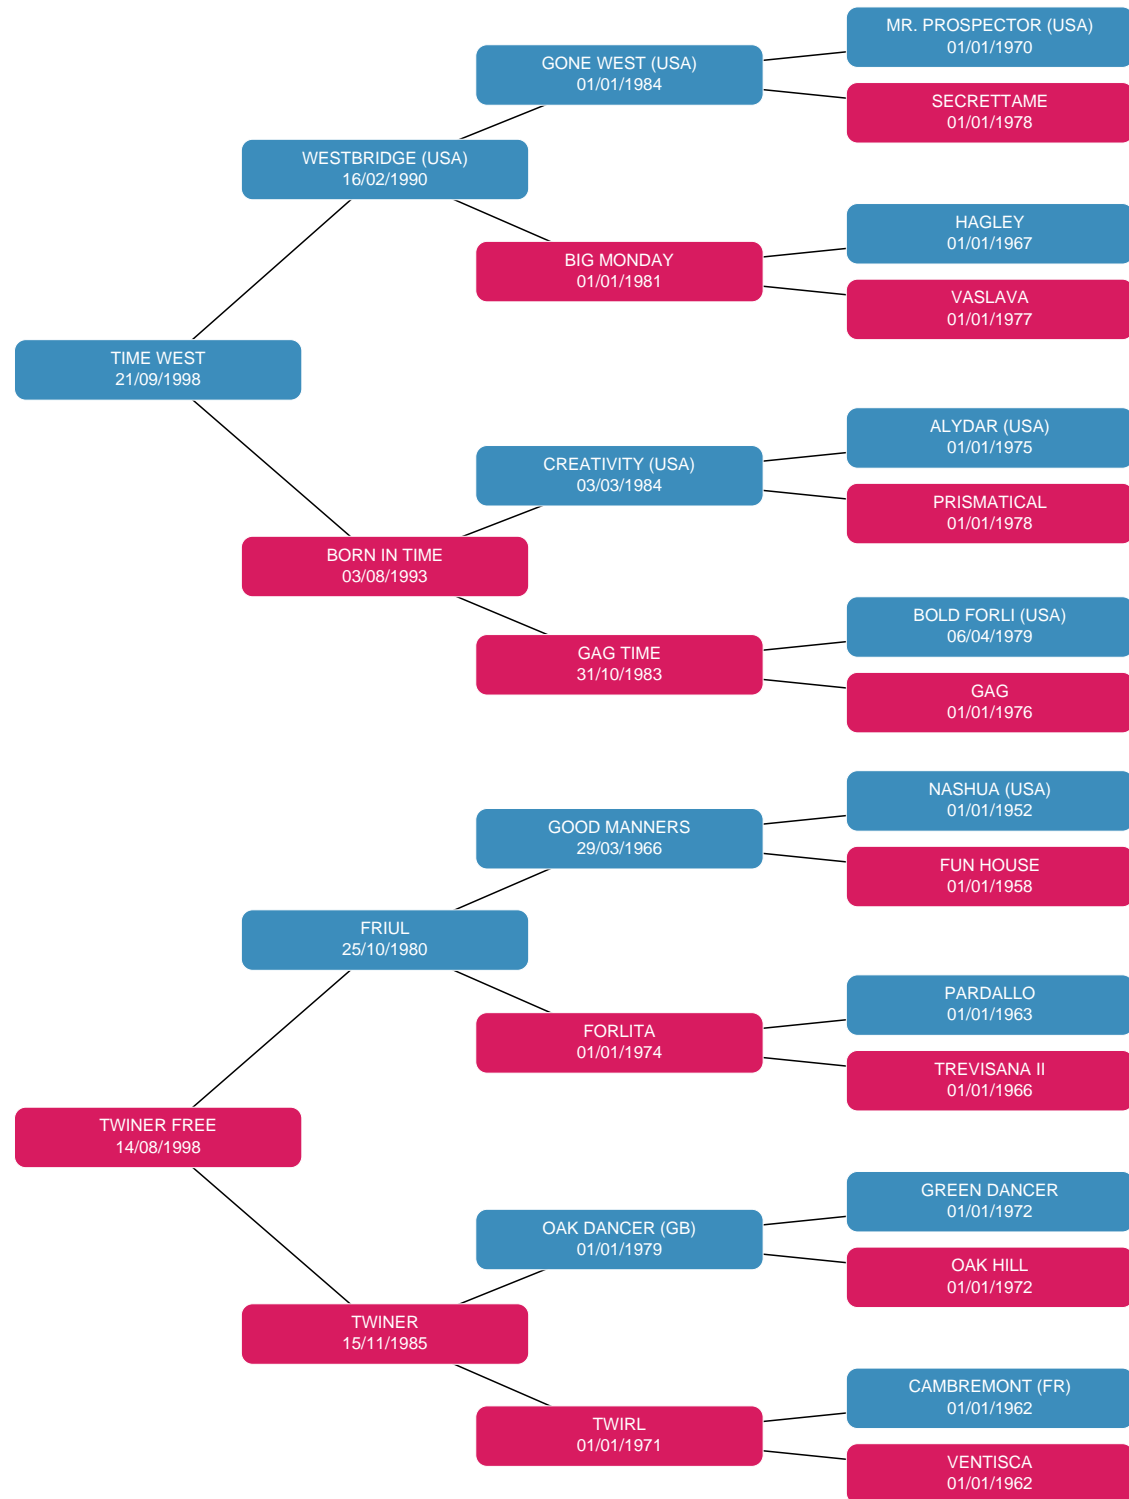 MR. PROSPECTOR (USA)
01/01/1970
GONE WEST (USA)
01/01/1984
SECRETTAME
01/01/1978
WESTBRIDGE (USA)
16/02/1990
HAGLEY
01/01/1967
BIG MONDAY
01/01/1981
VASLAVA
01/01/1977
TIME WEST
21/09/1998
ALYDAR (USA)
01/01/1975
CREATIVITY (USA)
03/03/1984
PRISMATICAL
01/01/1978
BORN IN TIME
03/08/1993
BOLD FORLI (USA)
06/04/1979
GAG TIME
31/10/1983
GAG
01/01/1976
NASHUA (USA)
01/01/1952
GOOD MANNERS
29/03/1966
FUN HOUSE
01/01/1958
FRIUL
25/10/1980
PARDALLO
01/01/1963
FORLITA
01/01/1974
TREVISANA II
01/01/1966
TWINER FREE
14/08/1998
GREEN DANCER
01/01/1972
OAK DANCER (GB)
01/01/1979
OAK HILL
01/01/1972
TWINER
15/11/1985
CAMBREMONT (FR)
01/01/1962
TWIRL
01/01/1971
VENTISCA
01/01/1962